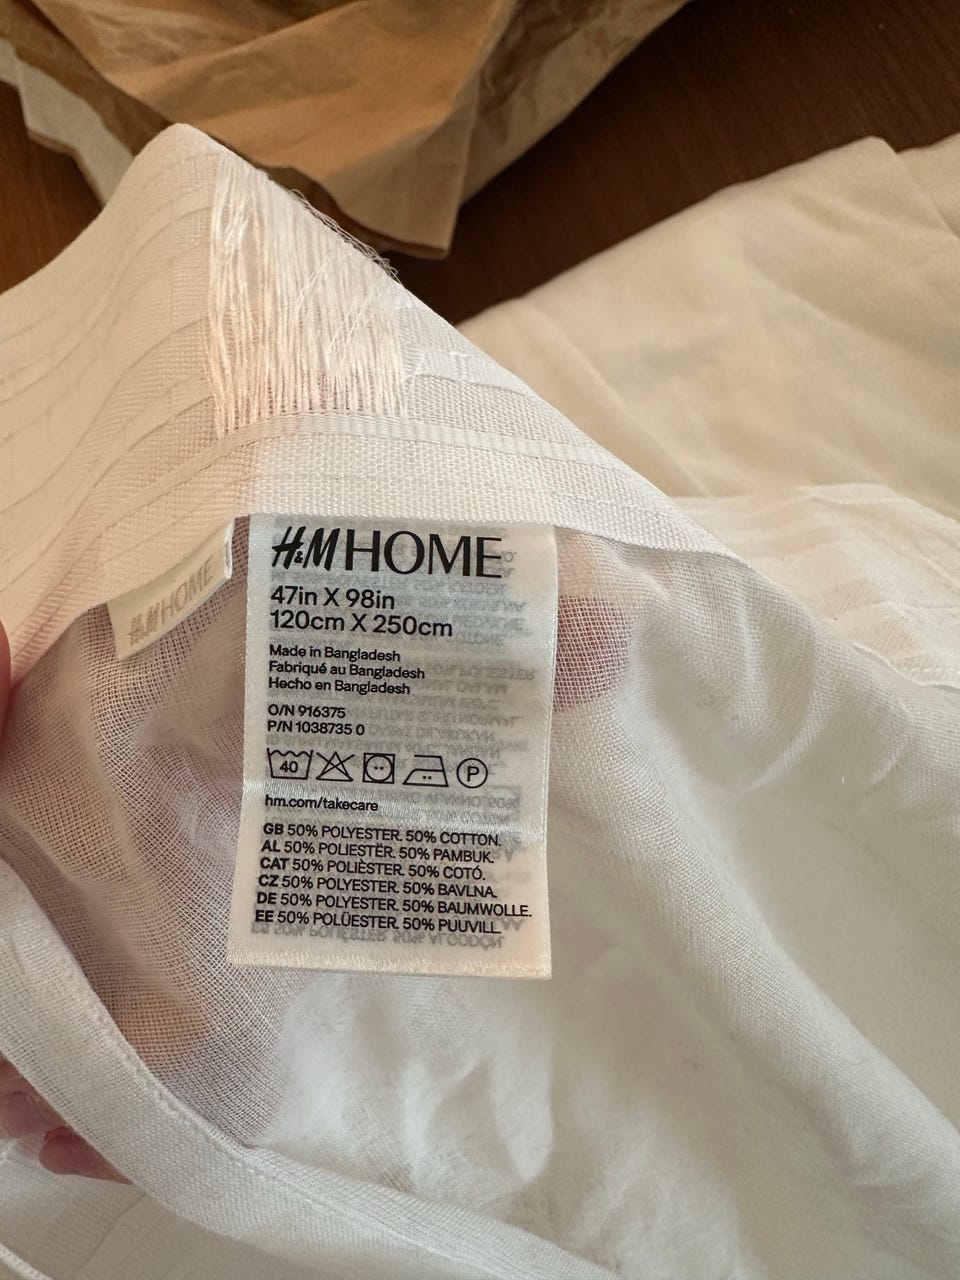 H&M HOME
H&M HOME
47in X 98in
120cm X 250cm
Made in Bangladesh
Fabriqué au Bangladesh
Hecho en Bangladesh
O/N 916375
P/N 1038735 0
40
P
hm.com/takecare
GB 50% POLYESTER. 50% COTTON.
AL 50% POLIESTËR. 50% PAMBUK.
CAT 50% POLIÈSTER. 50% COTÓ.
CZ 50% POLYESTER. 50% BAVLNA.
DE 50% POLYESTER. 50% BAUMWOLLE.
EE 50% POLÜESTER. 50% PUUVILL.